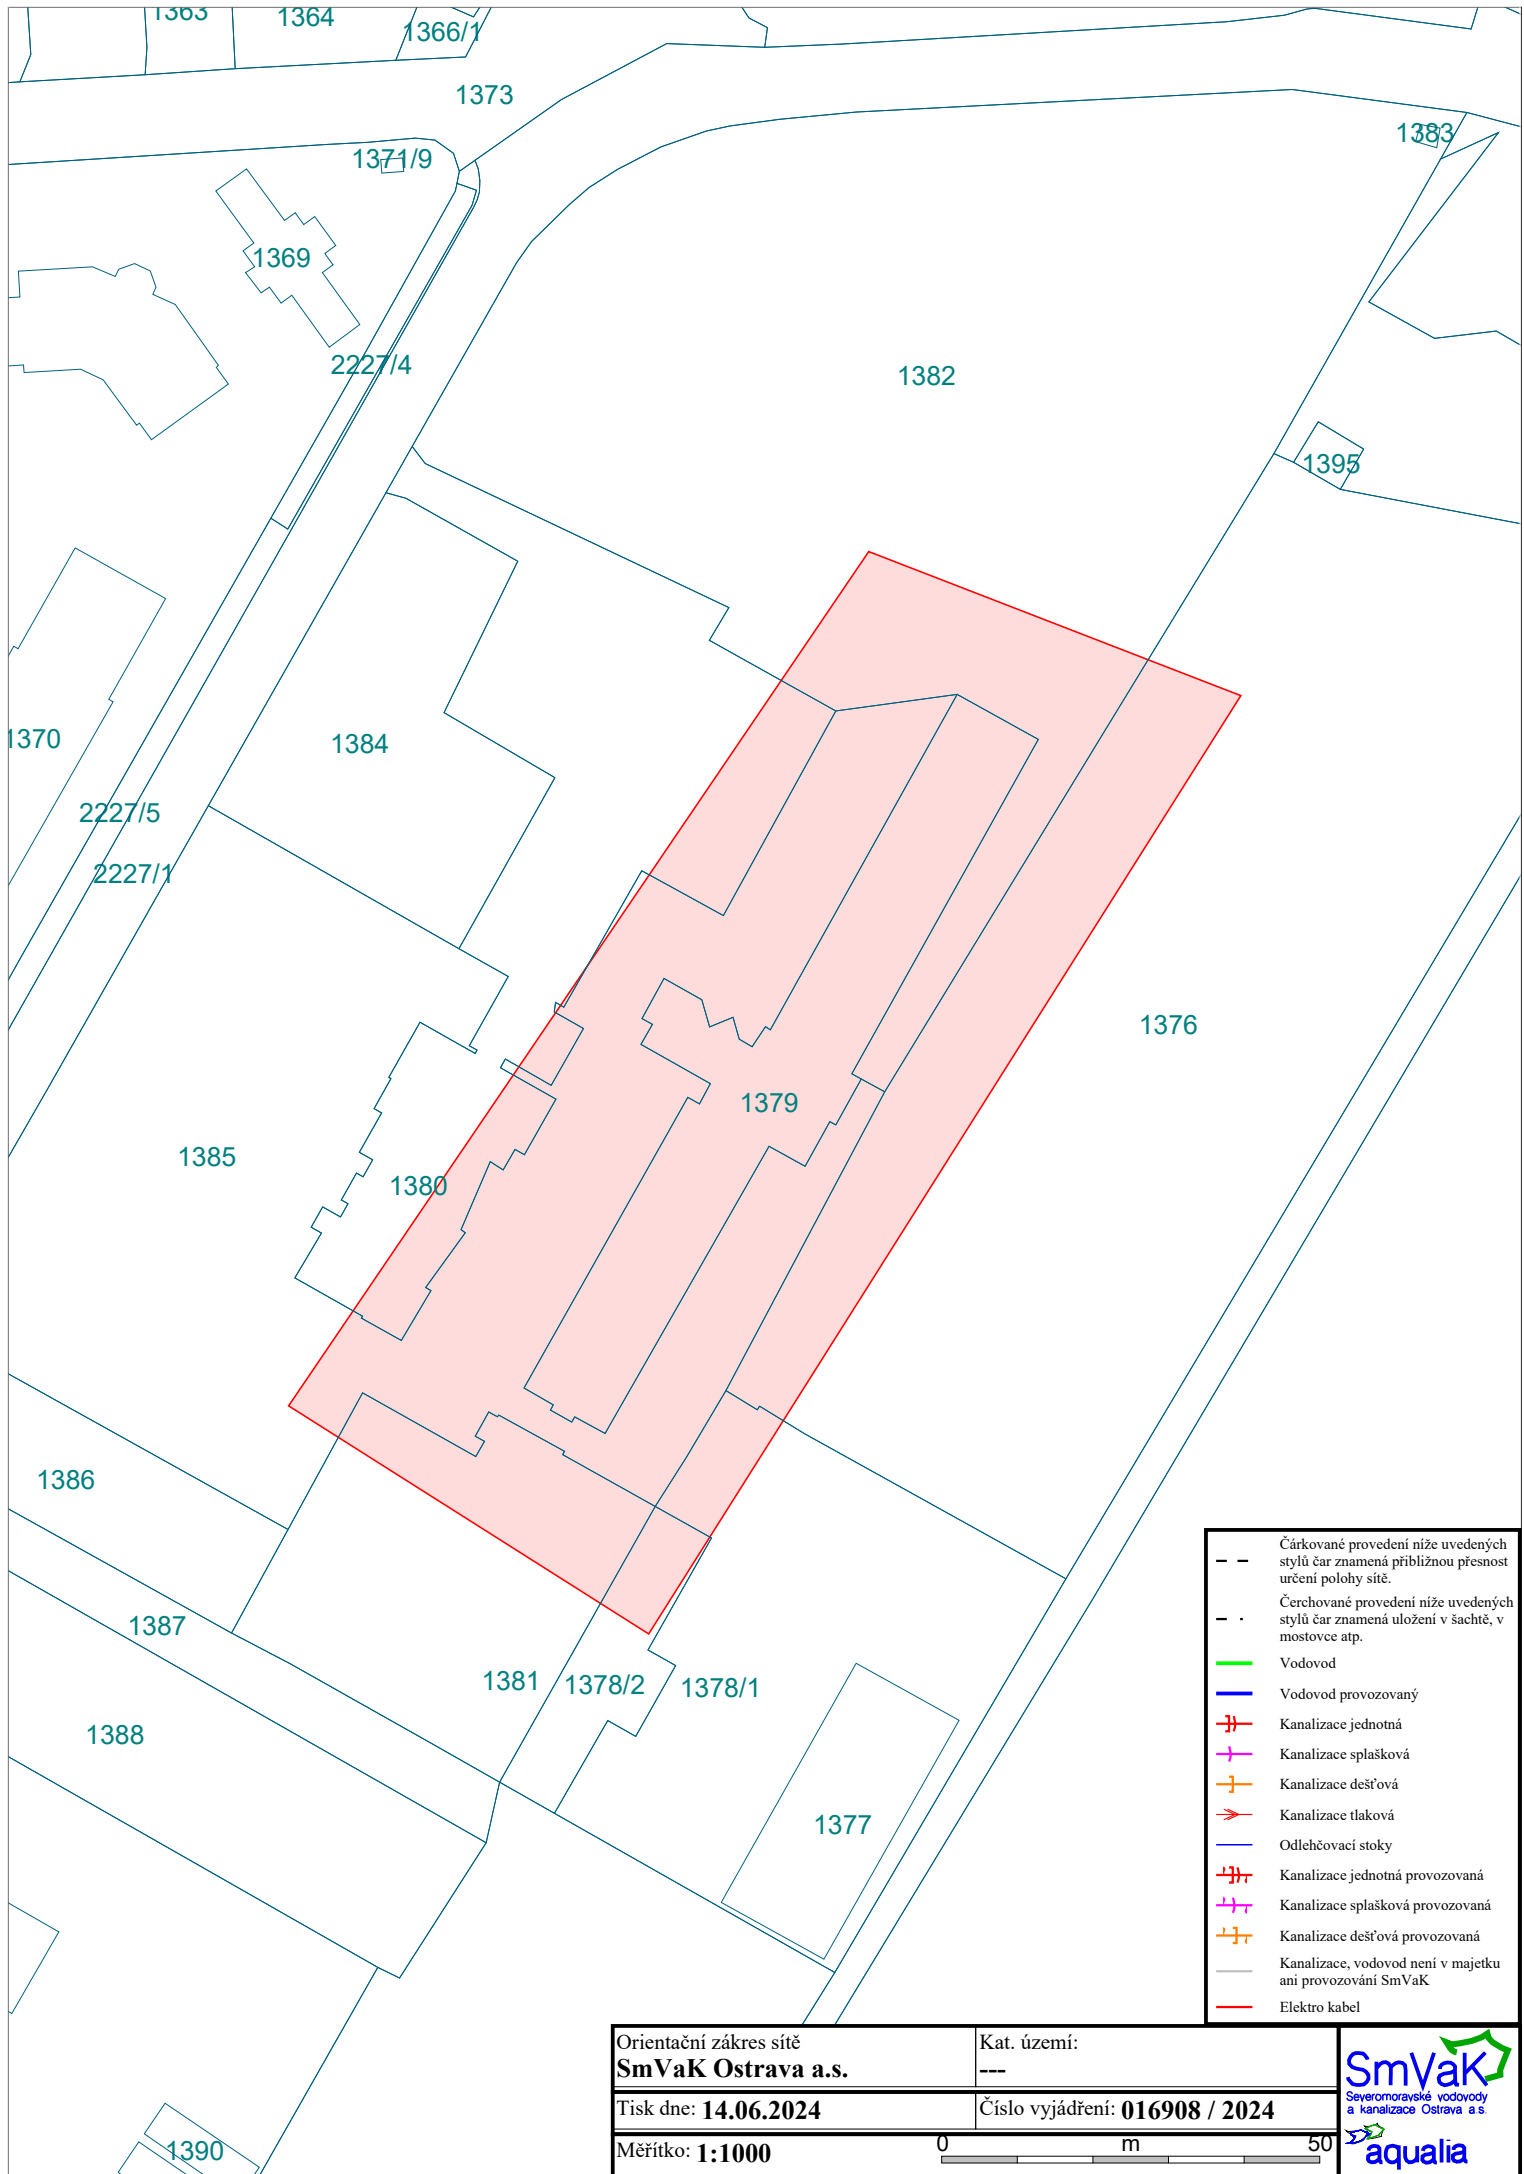 1363
1364
1366/1
1373
1383
1371/9
1369
2227/4
1382
1395
1370
1384
2227/5
2227/1
1376
1379
1385
1380
1386
1387
1381
1378/2
1378/1
1388
1377
1390
Čárkované provedení níže uvedených
stylů čar znamená přibližnou přesnost
určení polohy sítě.
Čerchované provedení níže uvedených
stylů čar znamená uložení v šachtě, v
mostovce atp.
Vodovod
Vodovod provozovaný
Kanalizace jednotná
Kanalizace splašková
Kanalizace dešťová
Kanalizace tlaková
Odlehčovací stoky
Kanalizace jednotná provozovaná
Kanalizace splašková provozovaná
Kanalizace dešťová provozovaná
Kanalizace, vodovod není v majetku
ani provozování SmVaK
Elektro kabel
Orientační zákres sítě
SmVaK Ostrava a.s.
Kat. území:
---
Tisk dne: 14.06.2024
Číslo vyjádření: 016908 / 2024
Měřítko: 1:1000
0 m 50
SmVaK
Severomoravské vodovody
a kanalizace Ostrava a.s.
aqualia